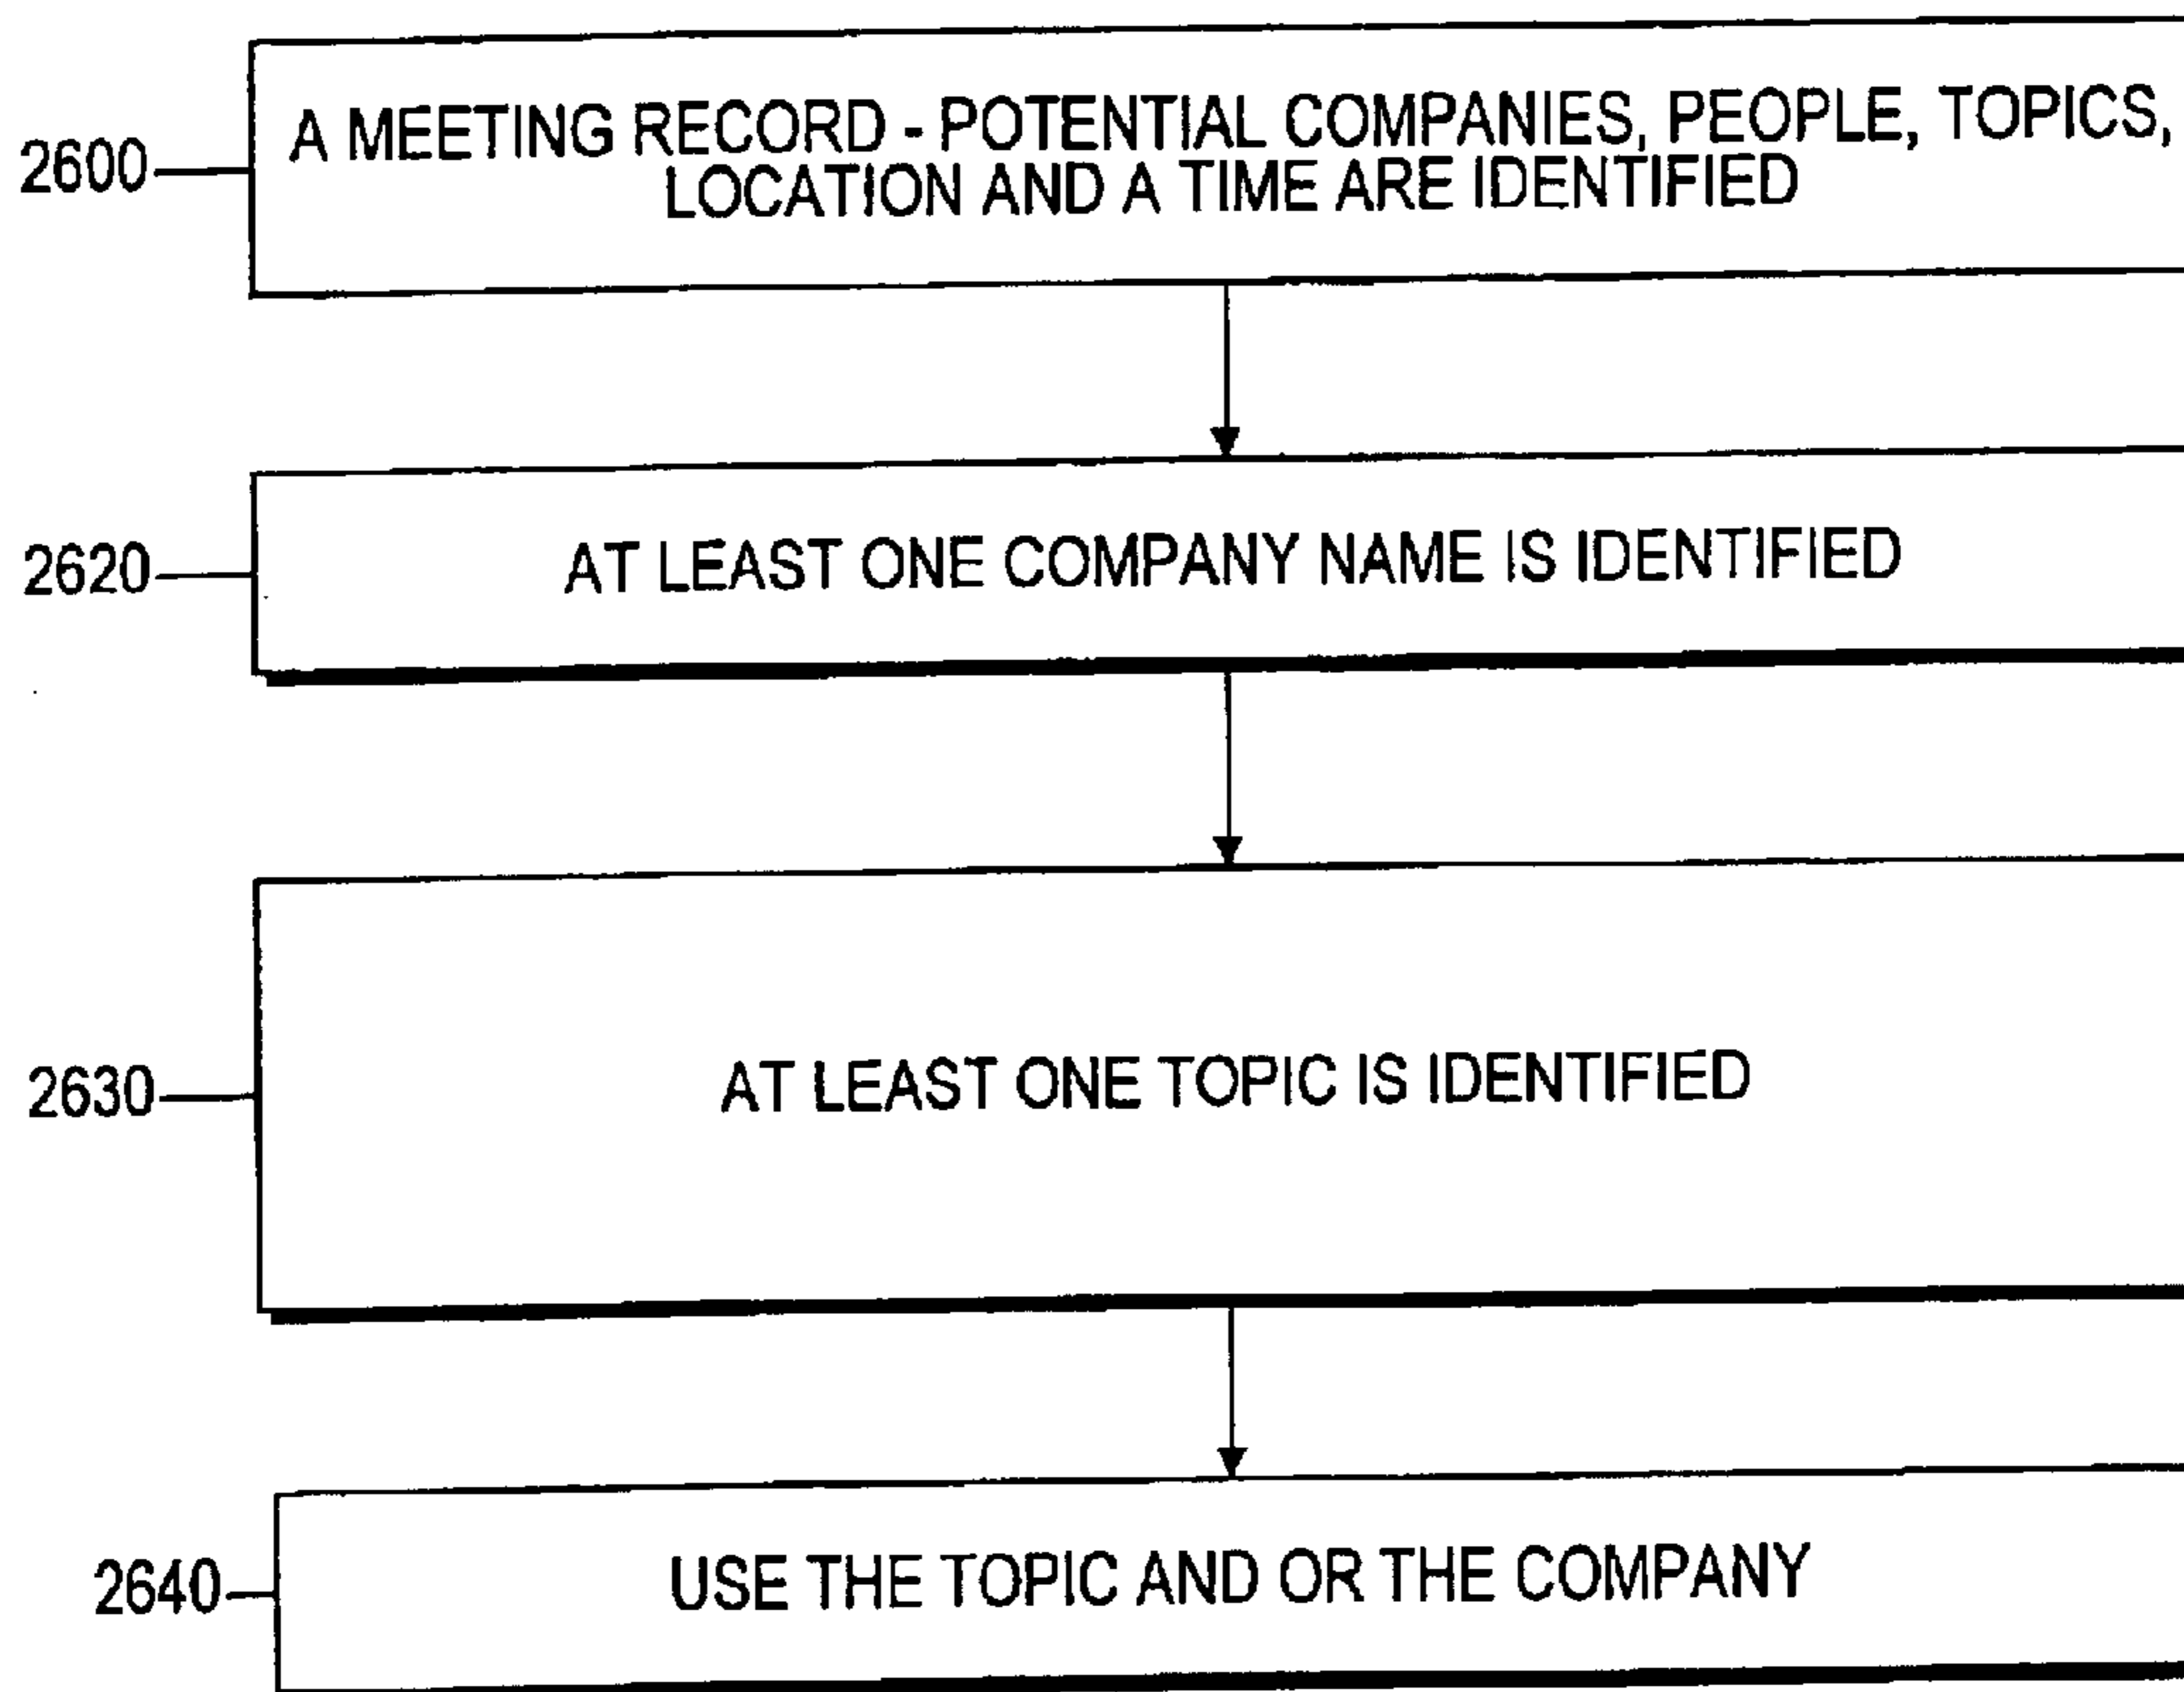 2600
A MEETING RECORD - POTENTIAL COMPANIES, PEOPLE, TOPICS,
LOCATION AND A TIME ARE IDENTIFIED
2620
AT LEAST ONE COMPANY NAME IS IDENTIFIED
2630
AT LEAST ONE TOPIC IS IDENTIFIED
2640
USE THE TOPIC AND OR THE COMPANY